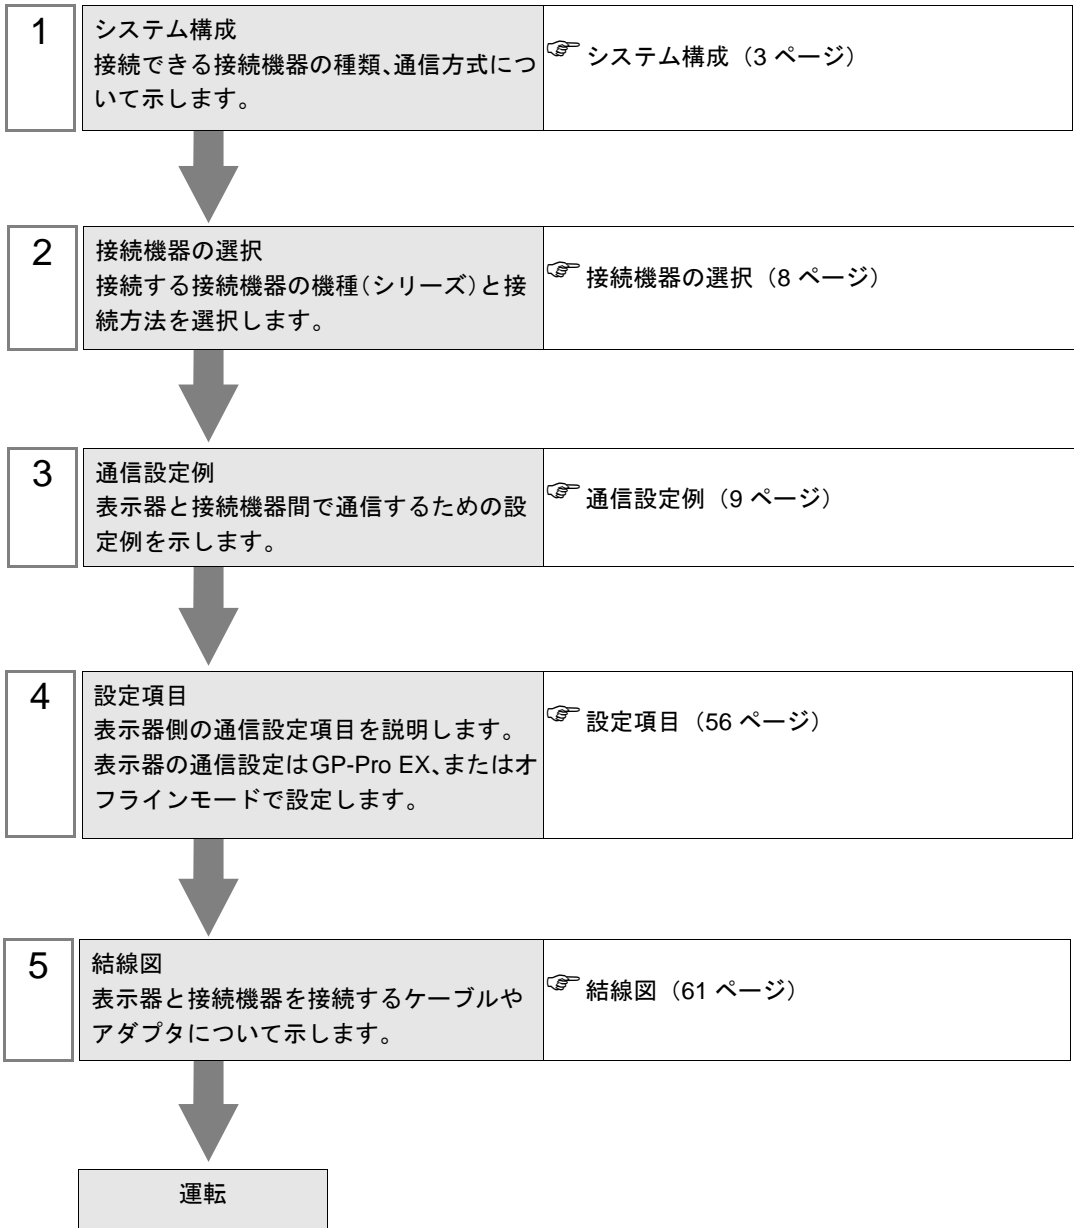 1
システム構成
接続できる接続機器の種類、通信方式につ
いて示します。
☞ システム構成（3 ページ）
2
接続機器の選択
接続する接続機器の機種（シリーズ）と接
続方法を選択します。
☞ 接続機器の選択（8 ページ）
3
通信設定例
表示器と接続機器間で通信するための設
定例を示します。
☞ 通信設定例（9 ページ）
4
設定項目
表示器側の通信設定項目を説明します。
表示器の通信設定はGP-Pro EX、またはオ
フラインモードで設定します。
☞ 設定項目（56 ページ）
5
結線図
表示器と接続機器を接続するケーブルや
アダプタについて示します。
☞ 結線図（61 ページ）
運転